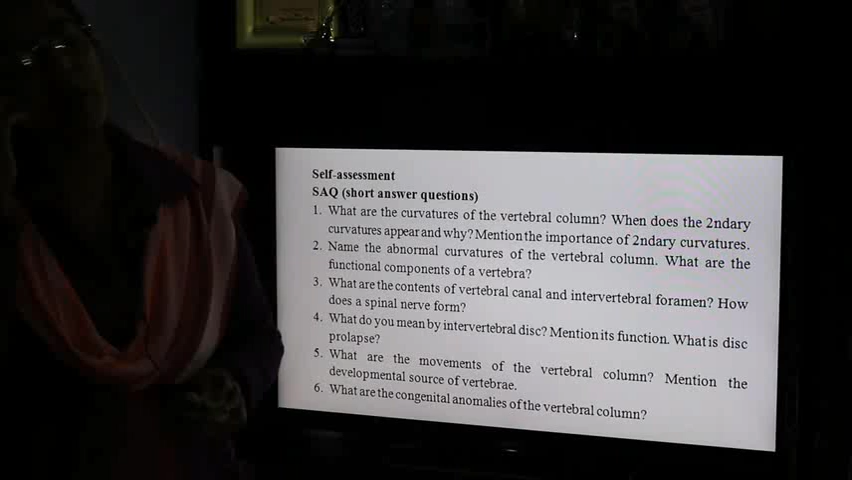 Self-assessment
SAQ (short answer questions)
1. What are the curvatures of the vertebral column? When does the 2ndary
curvatures appear and why? Mention the importance of 2ndary curvatures.
2. Name the abnormal curvatures of the vertebral column. What are the
functional components of a vertebra?
3. What are the contents of vertebral canal and intervertebral foramen? How
does a spinal nerve form?
4. What do you mean by intervertebral disc? Mention its function. What is disc
prolapse?
5. What are the movements of the vertebral column? Mention the
developmental source of vertebrae.
6. What are the congenital anomalies of the vertebral column?